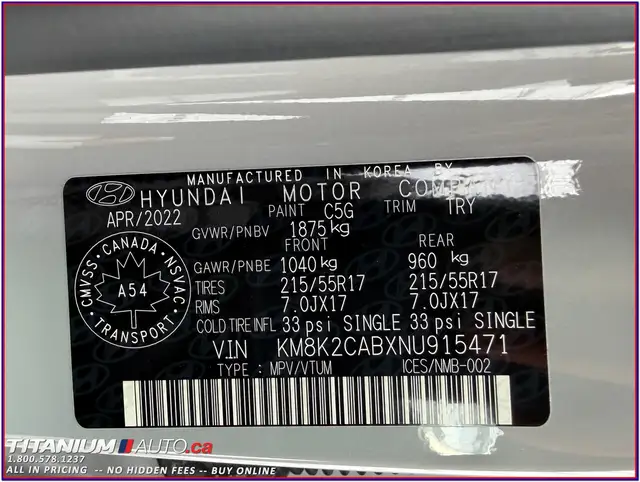 MANUFACTURED IN KOREA BY
HYUNDAI MOTOR COMPANY
APR/2022 PAINT C5G TRIM TRY
GVWR/PNBV 1875 kg
FRONT REAR
GAWR/PNBE 1040 kg 960 kg
TIRES 215/55R17 215/55R17
RIMS 7.0JX17 7.0JX17
COLD TIRE INFL 33 psi SINGLE 33 psi SINGLE
VIN KM8K2CABXNU915471
TYPE : MPV/VTUM ICES/NMB-002
CMVSS · CANADA · NSVAC
A54
· TRANSPORT ·
TITANIUM AUTO.ca
1.800.578.1237
ALL IN PRICING -- NO HIDDEN FEES -- BUY ONLINE